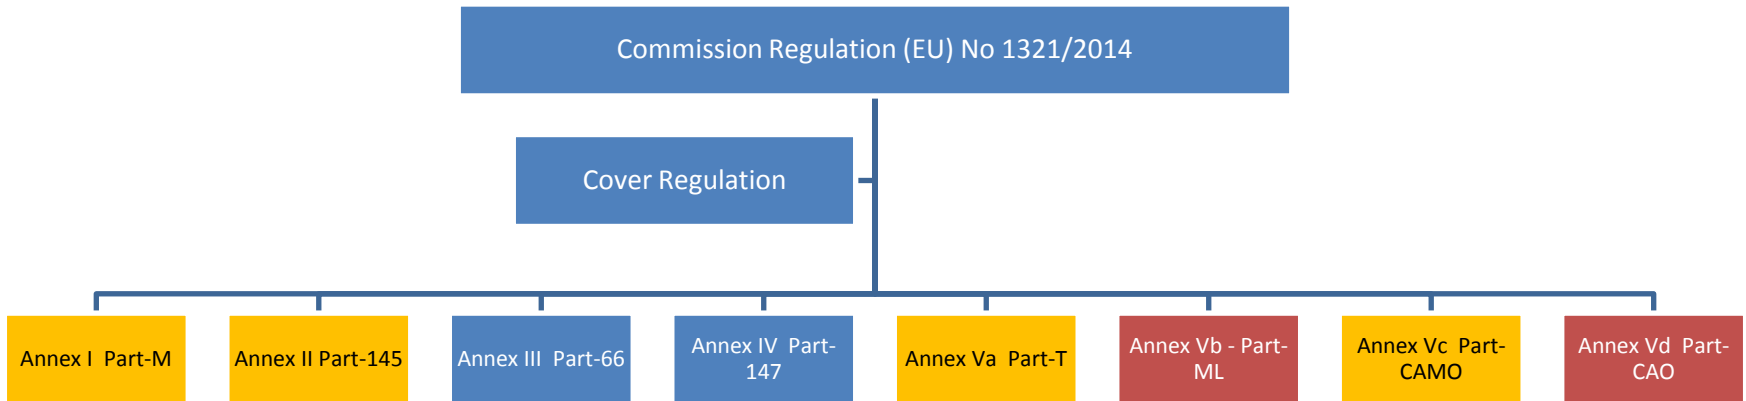 Commission Regulation (EU) No 1321/2014
Cover Regulation
Annex I  Part-M
Annex II Part-145
Annex III  Part-66
Annex IV  Part-
147
Annex Va  Part-T
Annex Vb - Part-
ML
Annex Vc  Part-
CAMO
Annex Vd  Part-
CAO